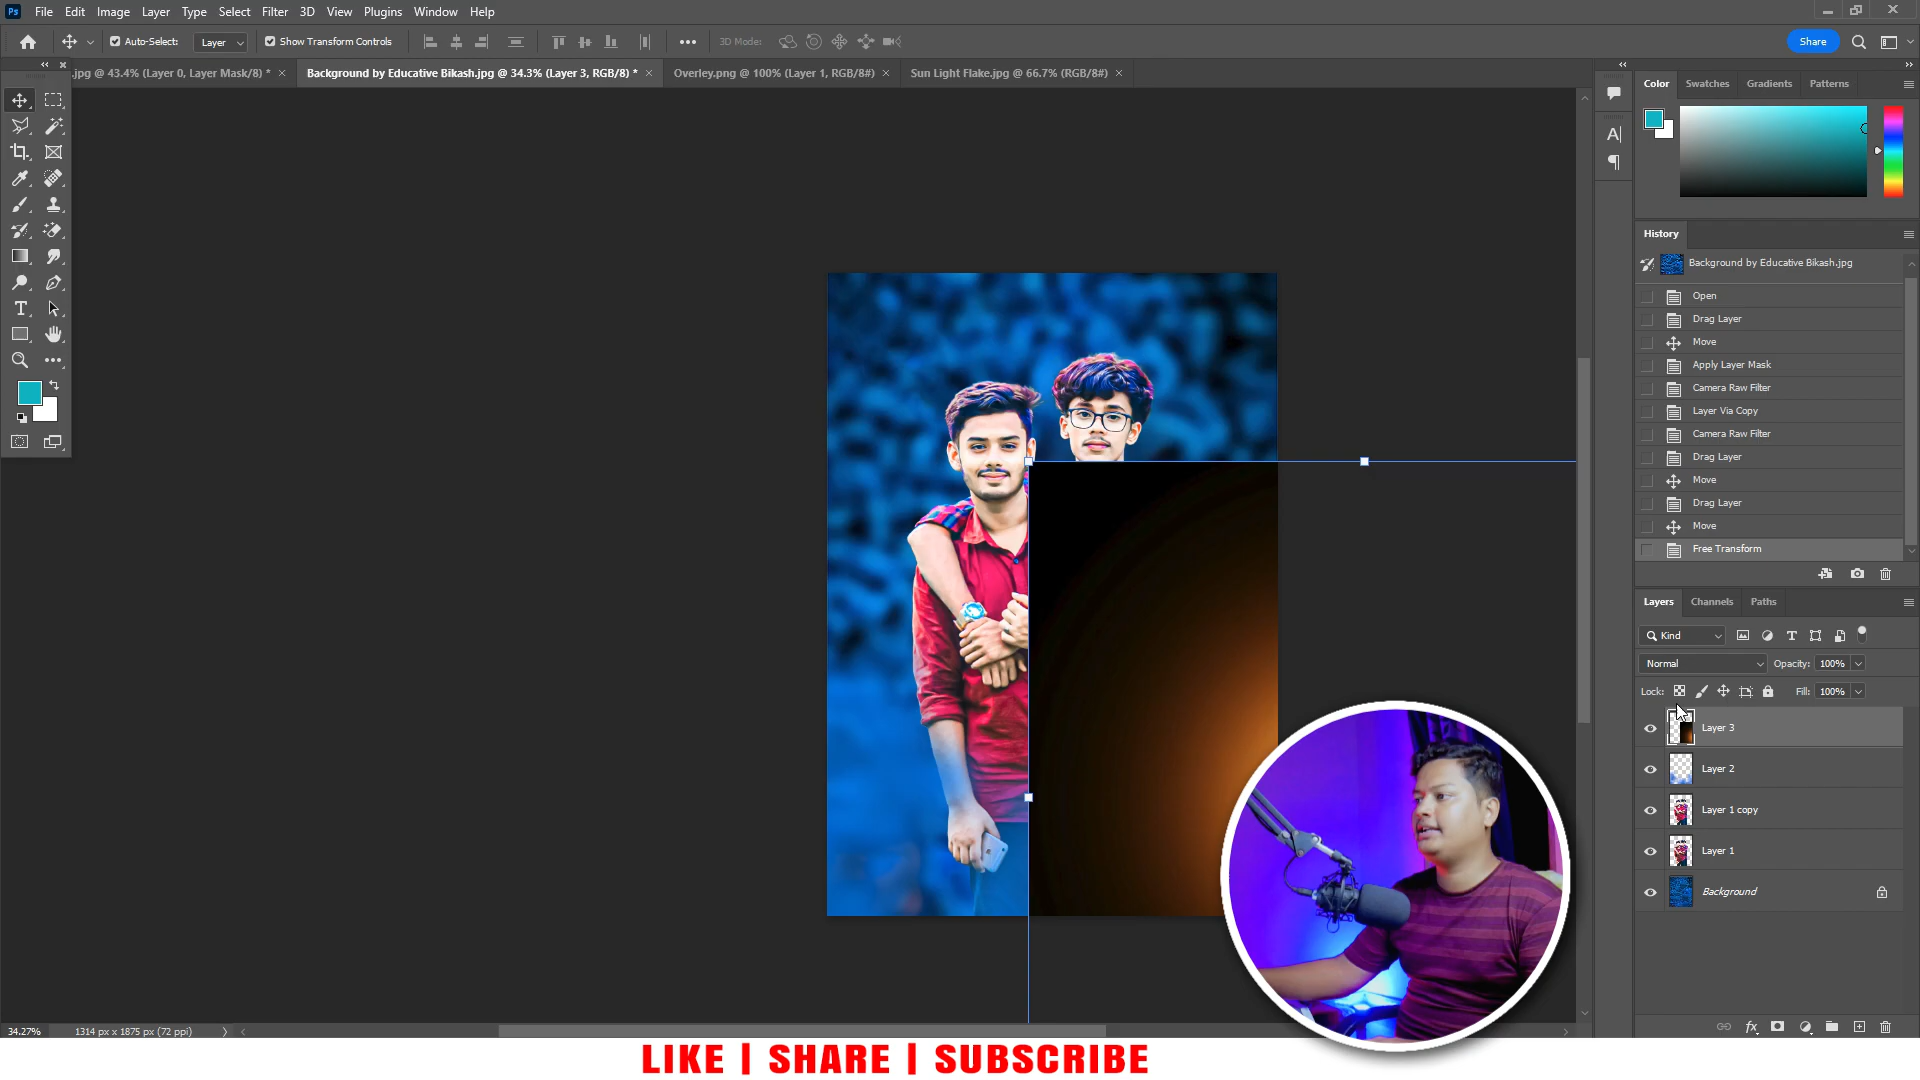 Ps File Edit Image Layer Type Select Filter 3D View Plugins Window Help
Auto-Select: Layer Show Transform Controls 3D Mode: Share
.jpg @ 43.4% (Layer 0, Layer Mask/8) *
Background by Educative Bikash.jpg @ 34.3% (Layer 3, RGB/8) *
Overley.png @ 100% (Layer 1, RGB/8#)
Sun Light Flake.jpg @ 66.7% (RGB/8#)
Color Swatches Gradients Patterns
History
Background by Educative Bikash.jpg
Open
Drag Layer
Move
Apply Layer Mask
Camera Raw Filter
Layer Via Copy
Camera Raw Filter
Drag Layer
Move
Drag Layer
Move
Free Transform
Layers Channels Paths
Kind
Normal Opacity: 100%
Lock: Fill: 100%
Layer 3
Layer 2
Layer 1 copy
Layer 1
Background
34.27% 1314 px x 1875 px (72 ppi)
LIKE | SHARE | SUBSCRIBE